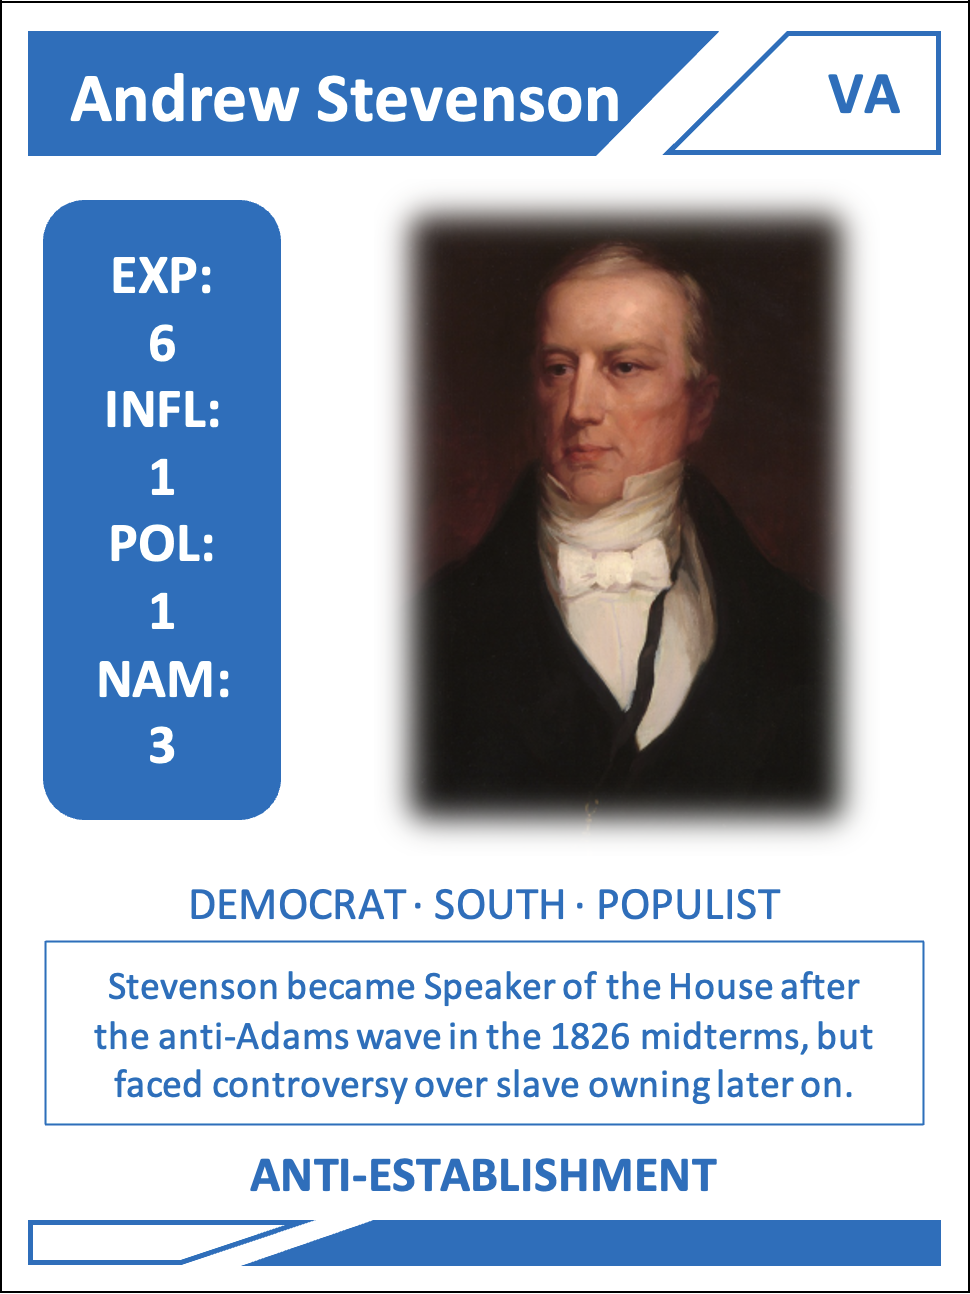 Andrew Stevenson
VA
EXP:
6
INFL:
1
POL:
1
NAM:
3
DEMOCRAT · SOUTH · POPULIST
Stevenson became Speaker of the House after
the anti-Adams wave in the 1826 midterms, but
faced controversy over slave owning later on.
ANTI-ESTABLISHMENT